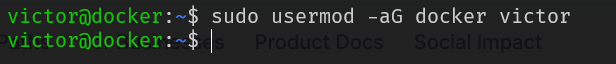 victor@docker:~$ sudo usermod -aG docker victor
victor@docker:~$
Product Docs Social Impact